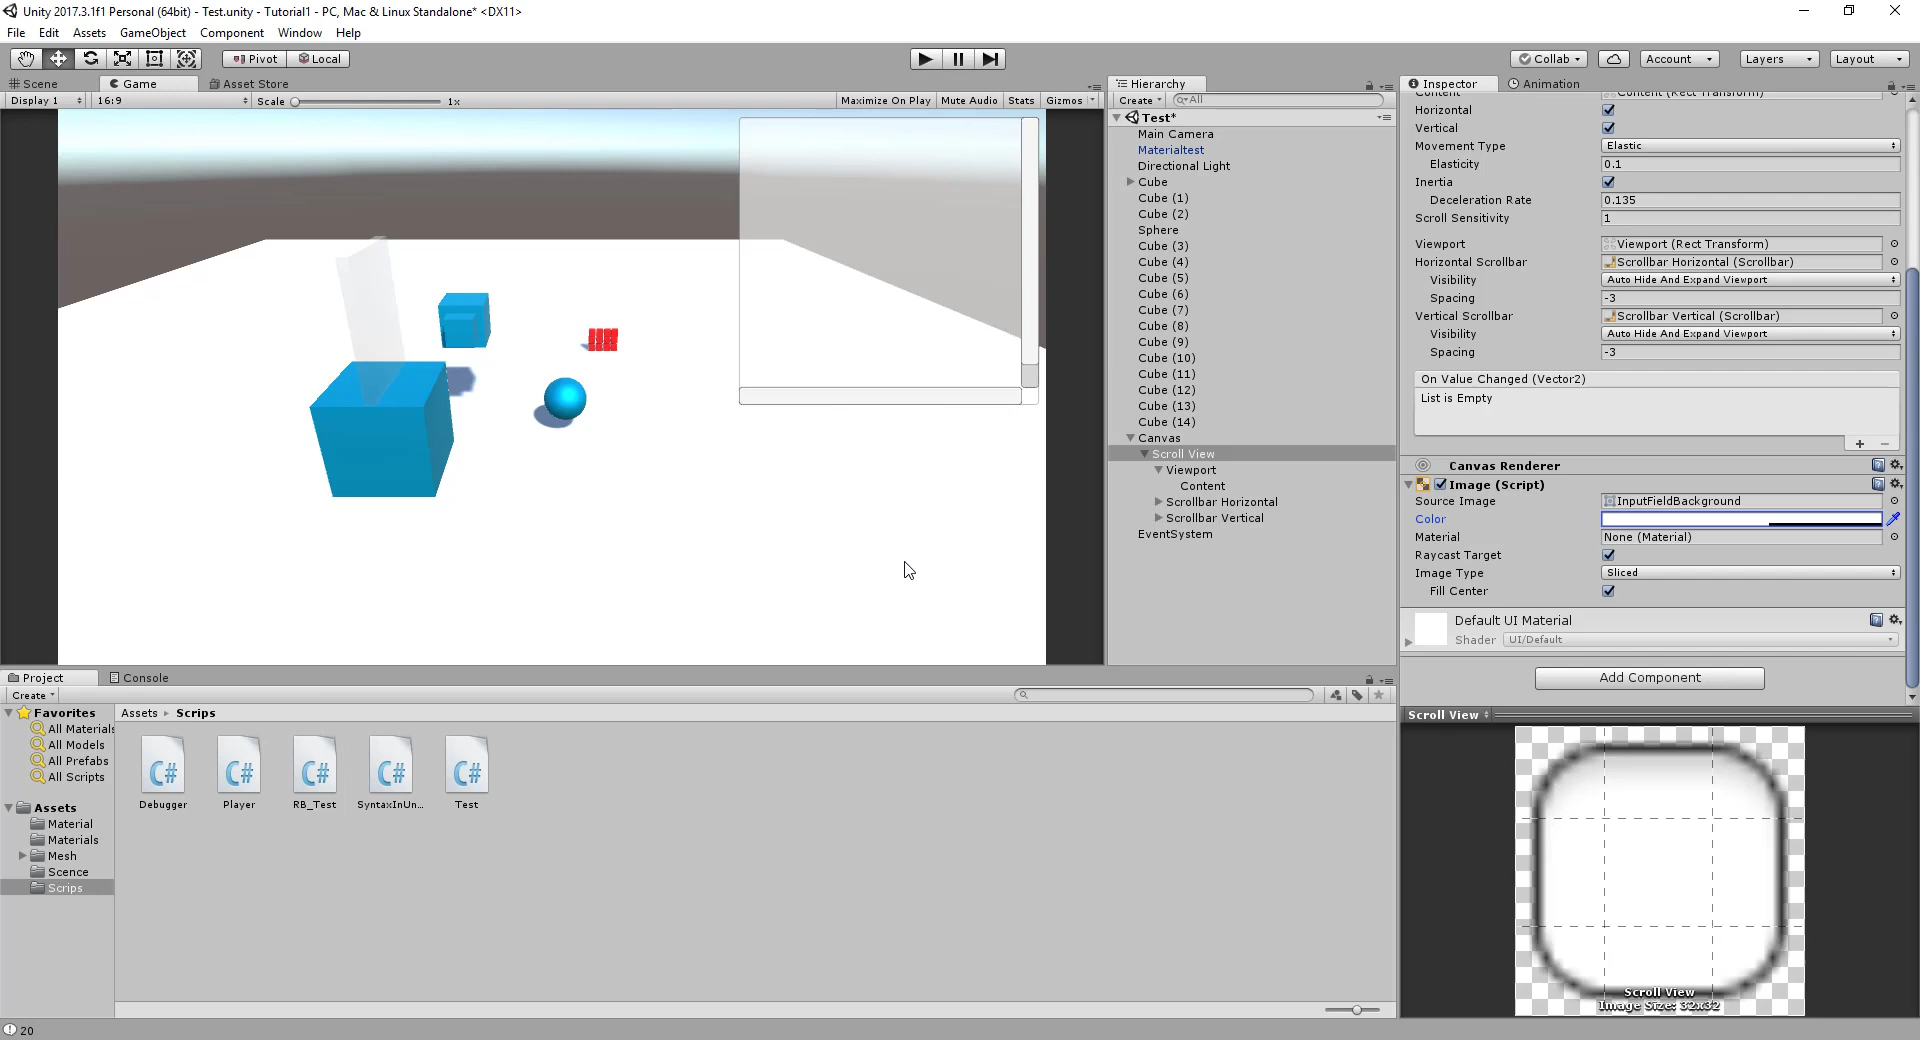 Unity 2017.3.1f1 Personal (64bit) - Test.unity - Tutorial1 - PC, Mac & Linux Standalone* <DX11>
File Edit Assets GameObject Component Window Help
Pivot Local Collab Account Layers Layout
Scene Game Asset Store
Display 1 16:9 Scale 1x Maximize On Play Mute Audio Stats Gizmos
Hierarchy
Create All
Test*
Main Camera
Materialtest
Directional Light
Cube
Cube (1)
Cube (2)
Sphere
Cube (3)
Cube (4)
Cube (5)
Cube (6)
Cube (7)
Cube (8)
Cube (9)
Cube (10)
Cube (11)
Cube (12)
Cube (13)
Cube (14)
Canvas
Scroll View
Viewport
Content
Scrollbar Horizontal
Scrollbar Vertical
EventSystem
Inspector Animation
Content Content (Rect Transform)
Horizontal
Vertical
Movement Type Elastic
Elasticity 0.1
Inertia
Deceleration Rate 0.135
Scroll Sensitivity 1
Viewport Viewport (Rect Transform)
Horizontal Scrollbar Scrollbar Horizontal (Scrollbar)
Visibility Auto Hide And Expand Viewport
Spacing -3
Vertical Scrollbar Scrollbar Vertical (Scrollbar)
Visibility Auto Hide And Expand Viewport
Spacing -3
On Value Changed (Vector2)
List is Empty
Canvas Renderer
Image (Script)
Source Image InputFieldBackground
Color
Material None (Material)
Raycast Target
Image Type Sliced
Fill Center
Default UI Material
Shader UI/Default
Add Component
Scroll View
Scroll View
Image Size: 32x32
Project Console
Create
Favorites
All Materials
All Models
All Prefabs
All Scripts
Assets
Material
Materials
Mesh
Scence
Scrips
Assets Scrips
C# C# C# C# C#
Debugger Player RB_Test SyntaxInUn... Test
20